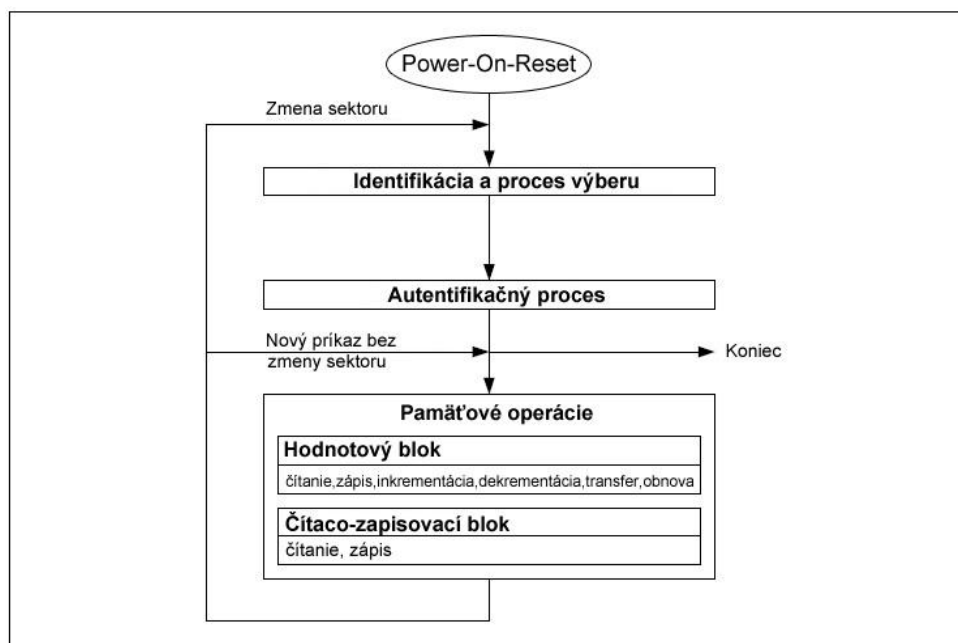 Power-On-Reset
Zmena sektoru
Identifikácia a proces výberu
Autentifikačný proces
Nový príkaz bez
zmeny sektoru
Koniec
Pamäťové operácie
Hodnotový blok
čítanie,zápis,inkrementácia,dekrementácia,transfer,obnova
Čítaco-zapisovací blok
čítanie, zápis